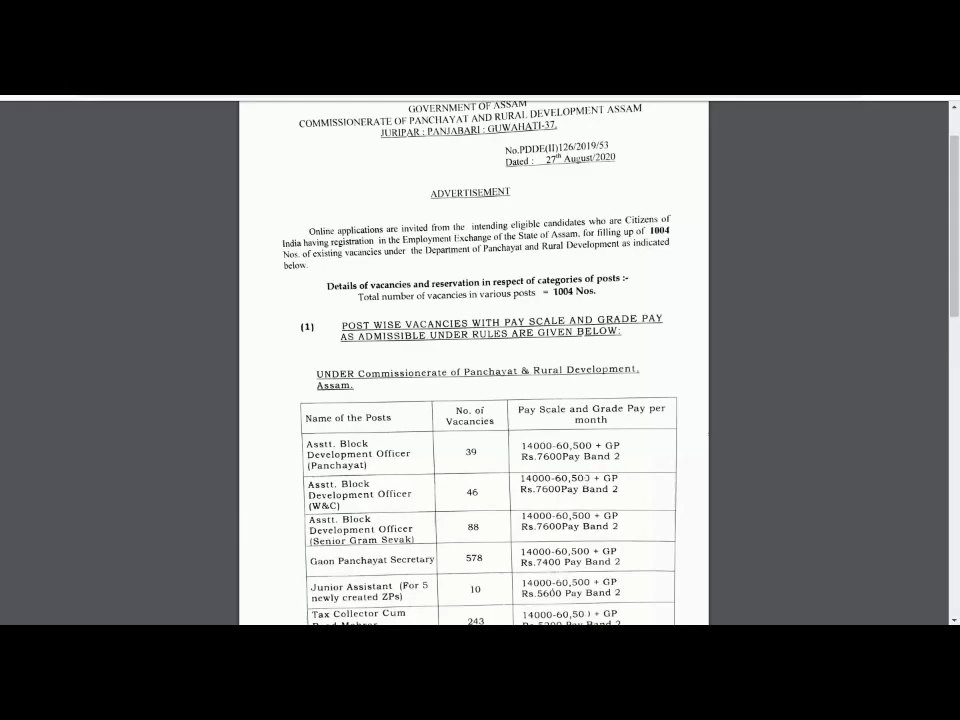 GOVERNMENT OF ASSAM
COMMISSIONERATE OF PANCHAYAT AND RURAL DEVELOPMENT ASSAM
JURIPAR : PANJABARI : GUWAHATI-37.
No.PDDE(II)126/2019/53
Dated : 27th August/2020
ADVERTISEMENT
Online applications are invited from the intending eligible candidates who are Citizens of
India having registration in the Employment Exchange of the State of Assam, for filling up of 1004
Nos. of existing vacancies under the Department of Panchayat and Rural Development as indicated
below.
Details of vacancies and reservation in respect of categories of posts :-
Total number of vacancies in various posts = 1004 Nos.
(1) POST WISE VACANCIES WITH PAY SCALE AND GRADE PAY
AS ADMISSIBLE UNDER RULES ARE GIVEN BELOW:
UNDER Commissionerate of Panchayat & Rural Development,
Assam.
Name of the Posts
No. of
Vacancies
Pay Scale and Grade Pay per
month
Asstt. Block
Development Officer
(Panchayat)
39
14000-60,500 + GP
Rs.7600Pay Band 2
Asstt. Block
Development Officer
(W&C)
46
14000-60,500 + GP
Rs.7600Pay Band 2
Asstt. Block
Development Officer
(Senior Gram Sevak)
88
14000-60,500 + GP
Rs.7600Pay Band 2
Gaon Panchayat Secretary
578
14000-60,500 + GP
Rs.7400 Pay Band 2
Junior Assistant (For 5
newly created ZPs)
10
14000-60,500 + GP
Rs.5600 Pay Band 2
Tax Collector Cum
243
14000-60,500 + GP
Pay Band 2